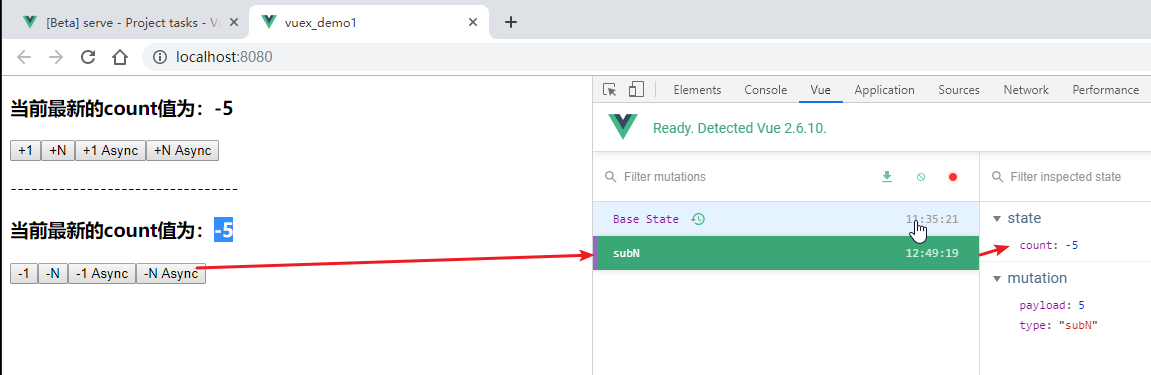 [Beta] serve - Project tasks - Vu
vuex_demo1
localhost:8080
当前最新的count值为：-5
+1 +N +1 Async +N Async
----------------------------------
当前最新的count值为：-5
-1 -N -1 Async -N Async
Elements Console Vue Application Sources Network Performance
Ready. Detected Vue 2.6.10.
Filter mutations
Base State 11:35:21
subN 12:49:19
Filter inspected state
state
count: -5
mutation
payload: 5
type: "subN"